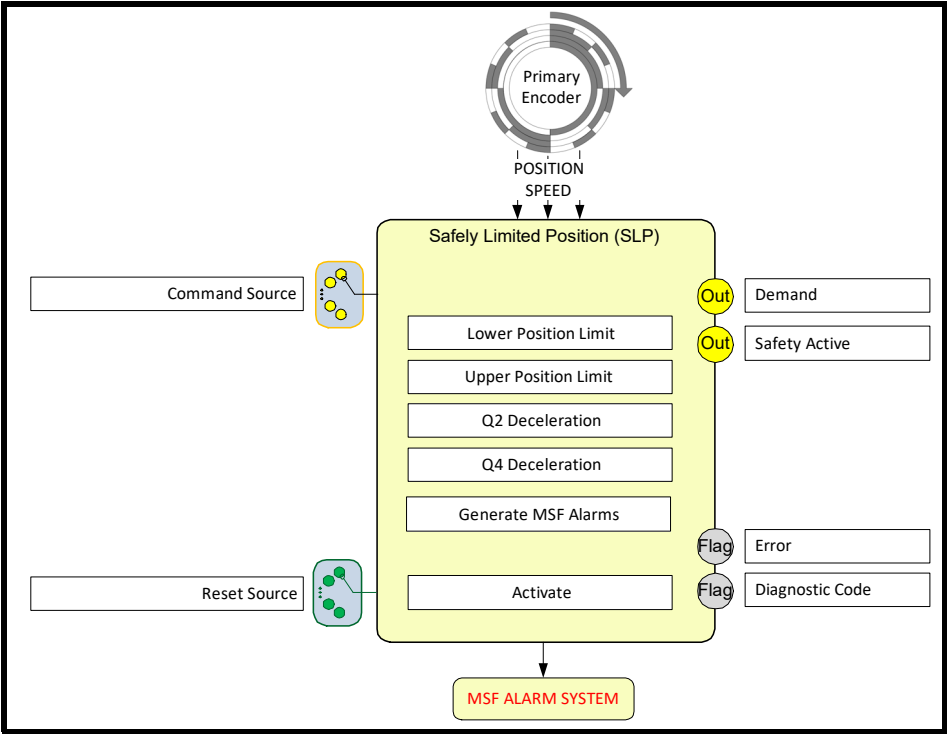 Primary
Encoder
POSITION
SPEED
Safely Limited Position (SLP)
Command Source
Out
Demand
Out
Safety Active
Lower Position Limit
Upper Position Limit
Q2 Deceleration
Q4 Deceleration
Generate MSF Alarms
Flag
Error
Reset Source
Activate
Flag
Diagnostic Code
MSF ALARM SYSTEM